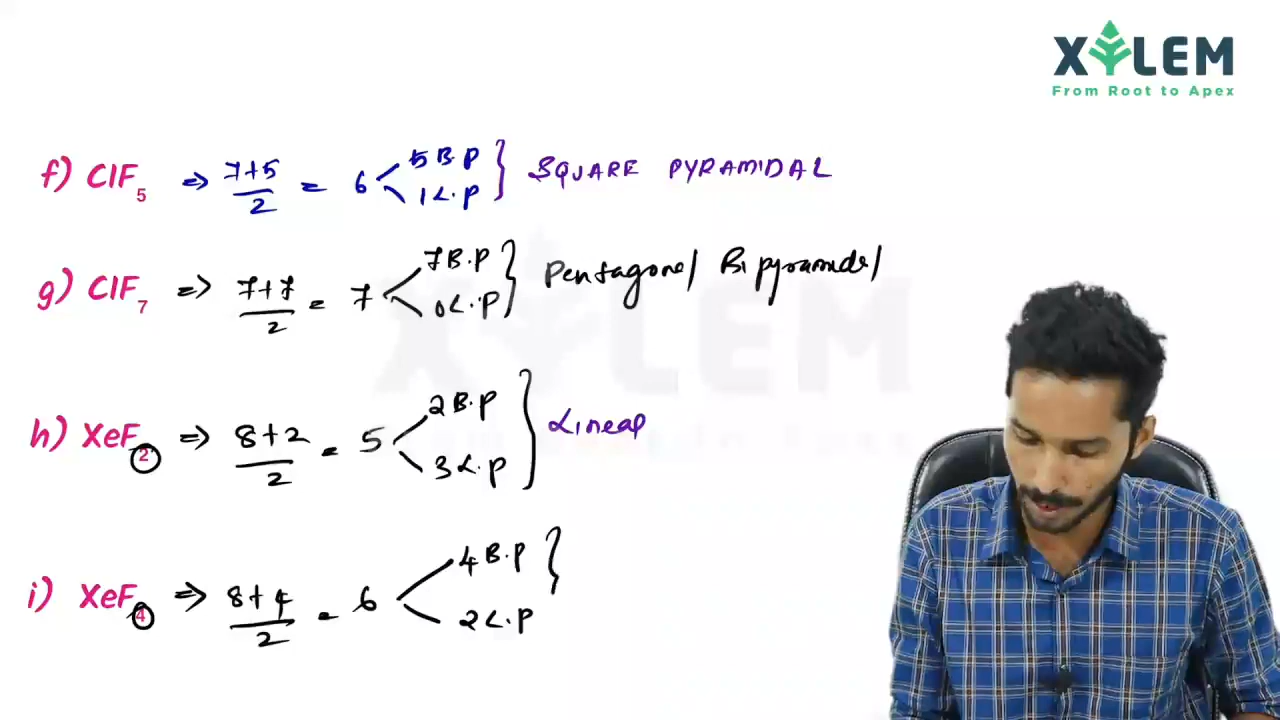 XYLEM
From Root to Apex
f) ClF5 => 7+5/2 = 6 < 5 B.P 1 L.P } SQUARE PYRAMIDAL
g) ClF7 => 7+7/2 = 7 < 7 B.P 0 L.P } Pentagonal Bipyramidal
h) XeF2 => 8+2/2 = 5 < 2 B.P 3 L.P } Linear
i) XeF4 => 8+4/2 = 6 < 4 B.P 2 L.P }